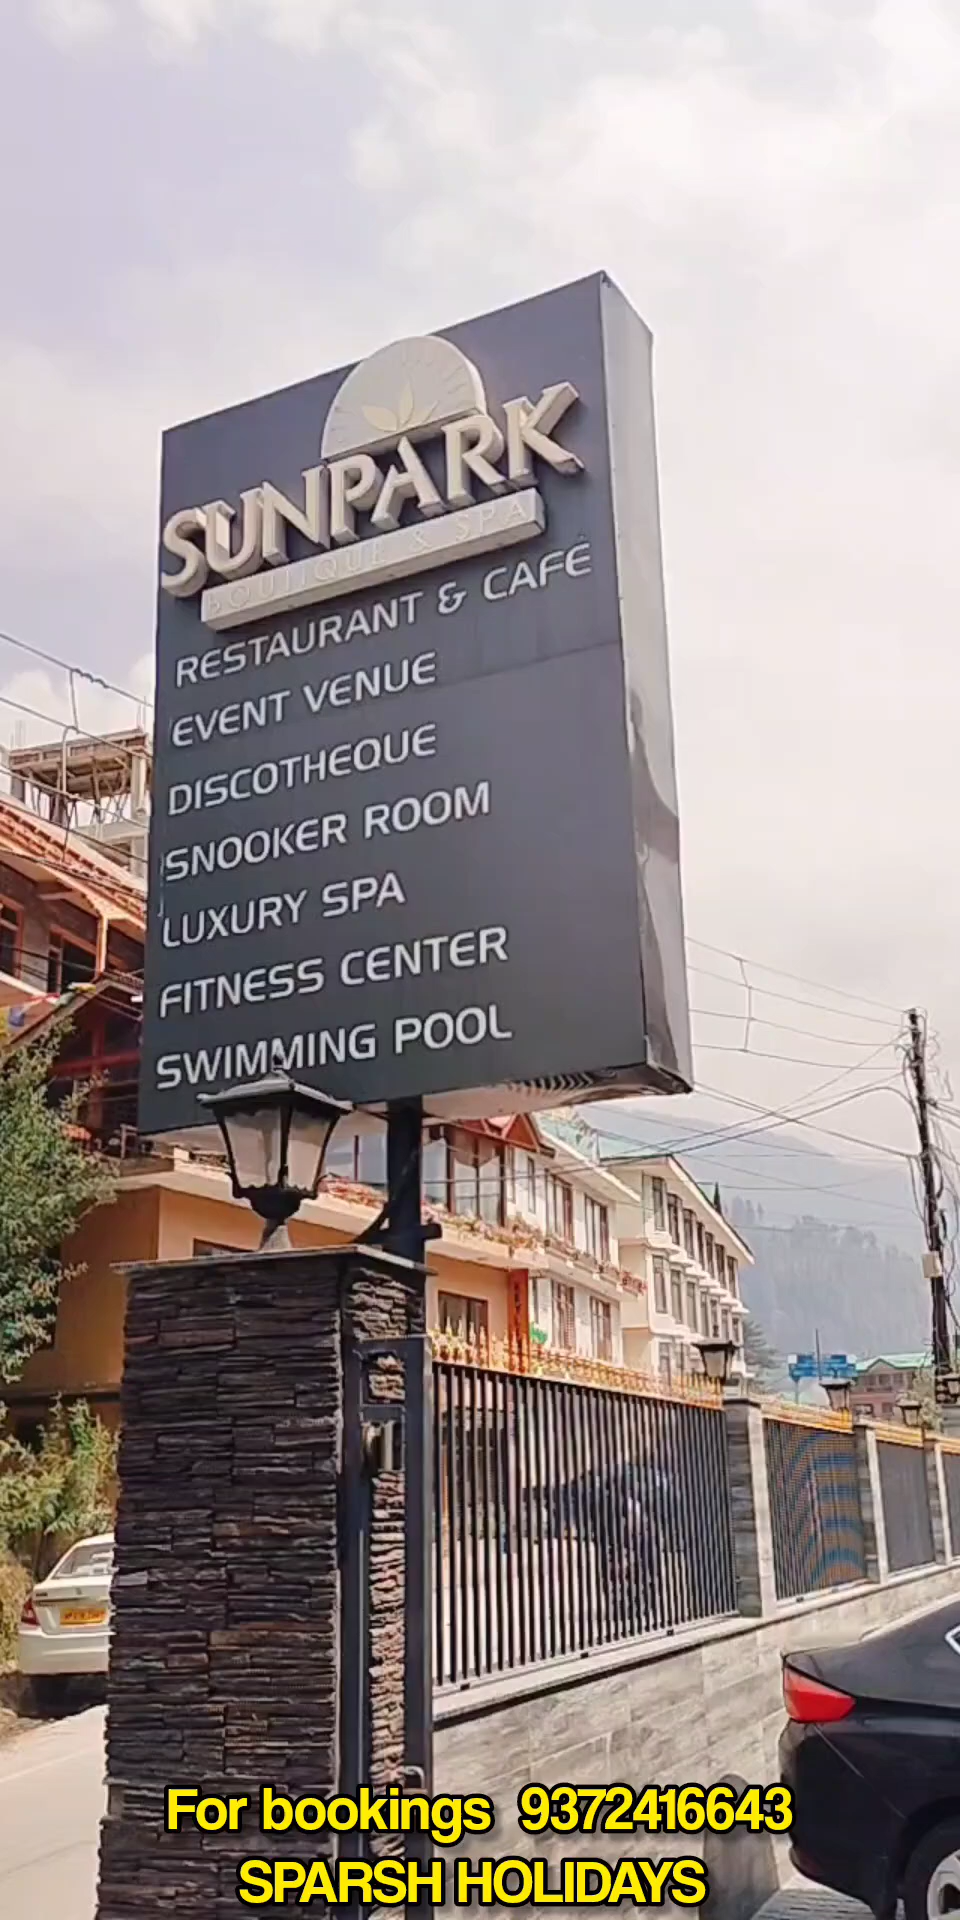 SUNPARK
BOUTIQUE & SPA
RESTAURANT & CAFÉ
EVENT VENUE
DISCOTHEQUE
SNOOKER ROOM
LUXURY SPA
FITNESS CENTER
SWIMMING POOL
For bookings 9372416643
SPARSH HOLIDAYS